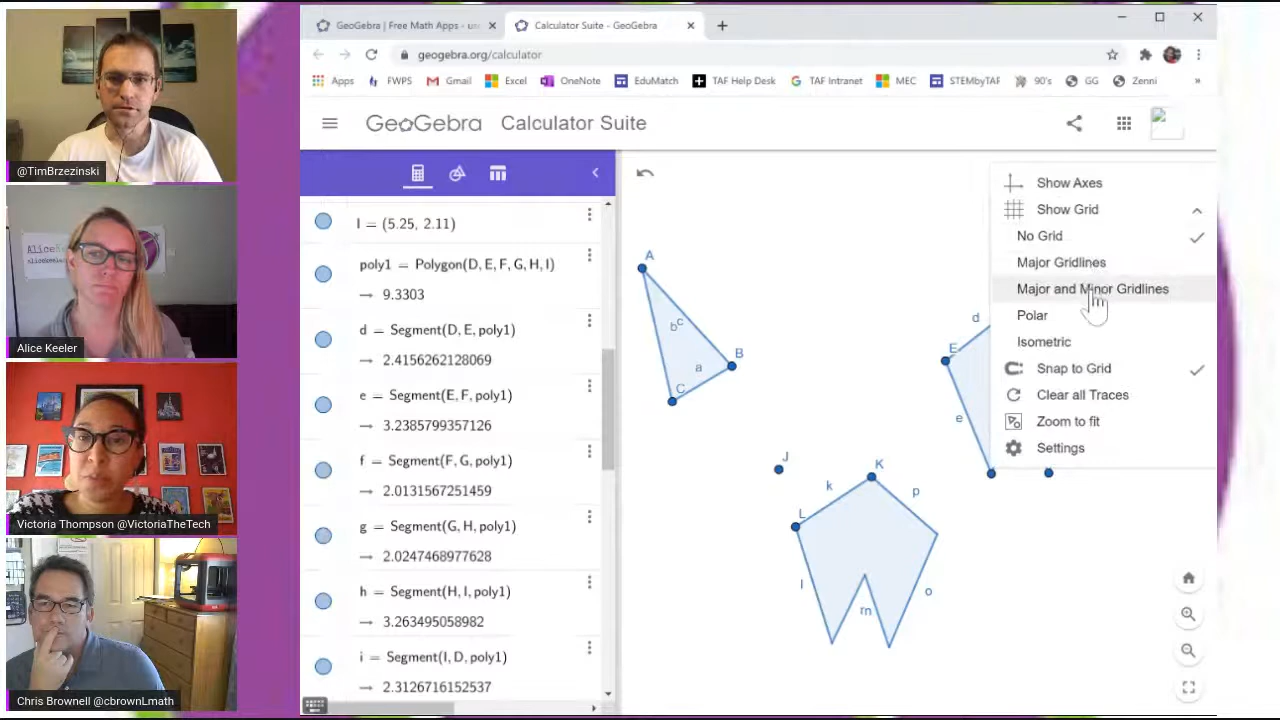 @TimBrzezinski
Alice
Alice Keeler
Victoria Thompson @VictoriaTheTech
Chris Brownell @cbrownLmath
GeoGebra | Free Math Apps - us
Calculator Suite - GeoGebra
geogebra.org/calculator
Apps FWPS Gmail Excel OneNote EduMatch TAF Help Desk TAF Intranet MEC STEMbyTAF 90's GG Zenni »
GeoGebra Calculator Suite
I = (5.25, 2.11)
poly1 = Polygon(D, E, F, G, H, I)
→ 9.3303
d = Segment(D, E, poly1)
→ 2.4156262128069
e = Segment(E, F, poly1)
→ 3.2385799357126
f = Segment(F, G, poly1)
→ 2.0131567251459
g = Segment(G, H, poly1)
→ 2.0247468977628
h = Segment(H, I, poly1)
→ 3.263495058982
i = Segment(I, D, poly1)
→ 2.3126716152537
Show Axes
Show Grid
No Grid
Major Gridlines
Major and Minor Gridlines
Polar
Isometric
Snap to Grid
Clear all Traces
Zoom to fit
Settings
A
b c
B
a
C
d
E
e
J
K
k
p
L
l
m
o